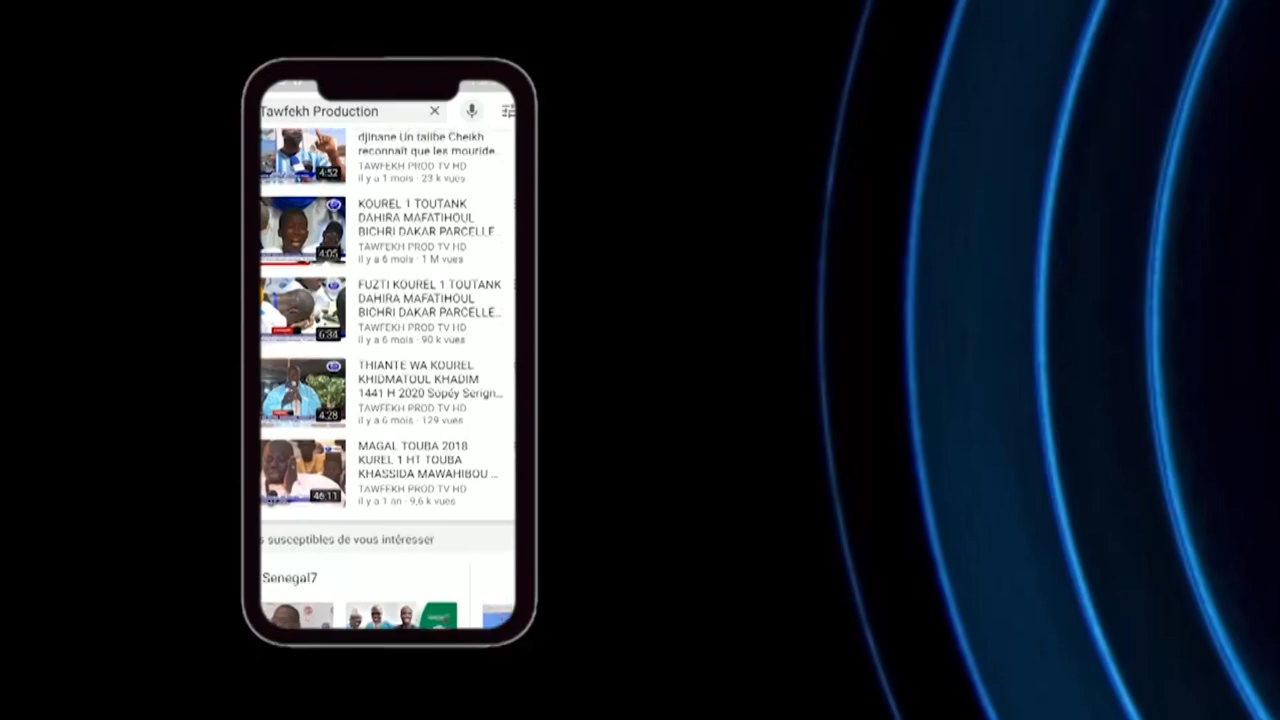 Tawfekh Production
djihane Un talibe Cheikh
reconnaît que les mouride...
TAWFEKH PROD TV HD
il y a 1 mois · 23 k vues
4:52
KOUREL 1 TOUTANK
DAHIRA MAFATIHOUL
BICHRI DAKAR PARCELLE...
TAWFEKH PROD TV HD
il y a 6 mois · 1 M vues
4:05
FUZTI KOUREL 1 TOUTANK
DAHIRA MAFATIHOUL
BICHRI DAKAR PARCELLE...
TAWFEKH PROD TV HD
il y a 6 mois · 90 k vues
6:34
THIANTE WA KOUREL
KHIDMATOUL KHADIM
1441 H 2020 Sopéy Serign...
TAWFEKH PROD TV HD
il y a 6 mois · 129 vues
4:28
MAGAL TOUBA 2018
KUREL 1 HT TOUBA
KHASSIDA MAWAHIBOU ...
TAWFEKH PROD TV HD
il y a 1 an · 9,6 k vues
46:11
s susceptibles de vous intéresser
Senegal7